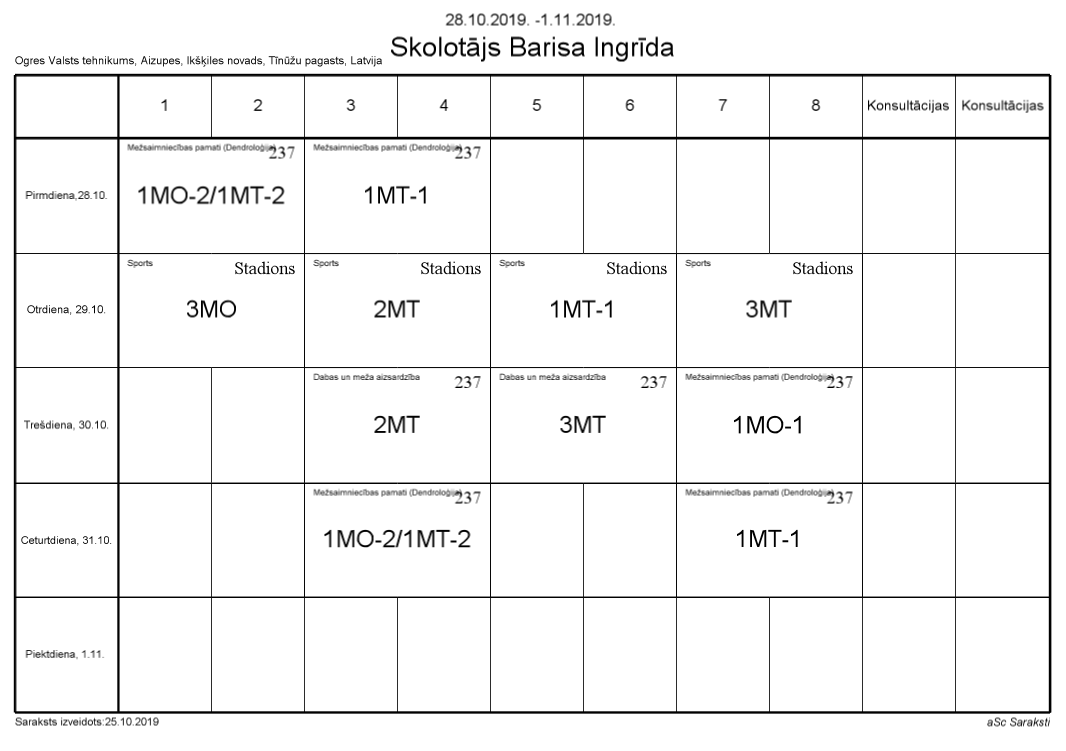 28.10.2019. -1.11.2019.
Skolotājs Barisa Ingrīda
Ogres Valsts tehnikums, Aizupes, Ikšķiles novads, Tīnūžu pagasts, Latvija
1 2 3 4 5 6 7 8 Konsultācijas Konsultācijas
Pirmdiena,28.10.
Mežsaimniecības pamati (Dendroloģija) 237
1MO-2/1MT-2
Mežsaimniecības pamati (Dendroloģija) 237
1MT-1
Otrdiena, 29.10.
Sports Stadions
3MO
Sports Stadions
2MT
Sports Stadions
1MT-1
Sports Stadions
3MT
Trešdiena, 30.10.
Dabas un meža aizsardzība 237
2MT
Dabas un meža aizsardzība 237
3MT
Mežsaimniecības pamati (Dendroloģija) 237
1MO-1
Ceturtdiena, 31.10.
Mežsaimniecības pamati (Dendroloģija) 237
1MO-2/1MT-2
Mežsaimniecības pamati (Dendroloģija) 237
1MT-1
Piektdiena, 1.11.
Saraksts izveidots:25.10.2019
aSc Saraksti